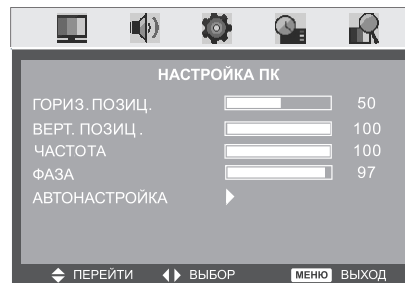 НАСТРОЙКА ПК
ГОРИЗ. ПОЗИЦ. 50
ВЕРТ. ПОЗИЦ. 100
ЧАСТОТА 100
ФАЗА 97
АВТОНАСТРОЙКА
ПЕРЕЙТИ ВЫБОР МЕНЮ ВЫХОД